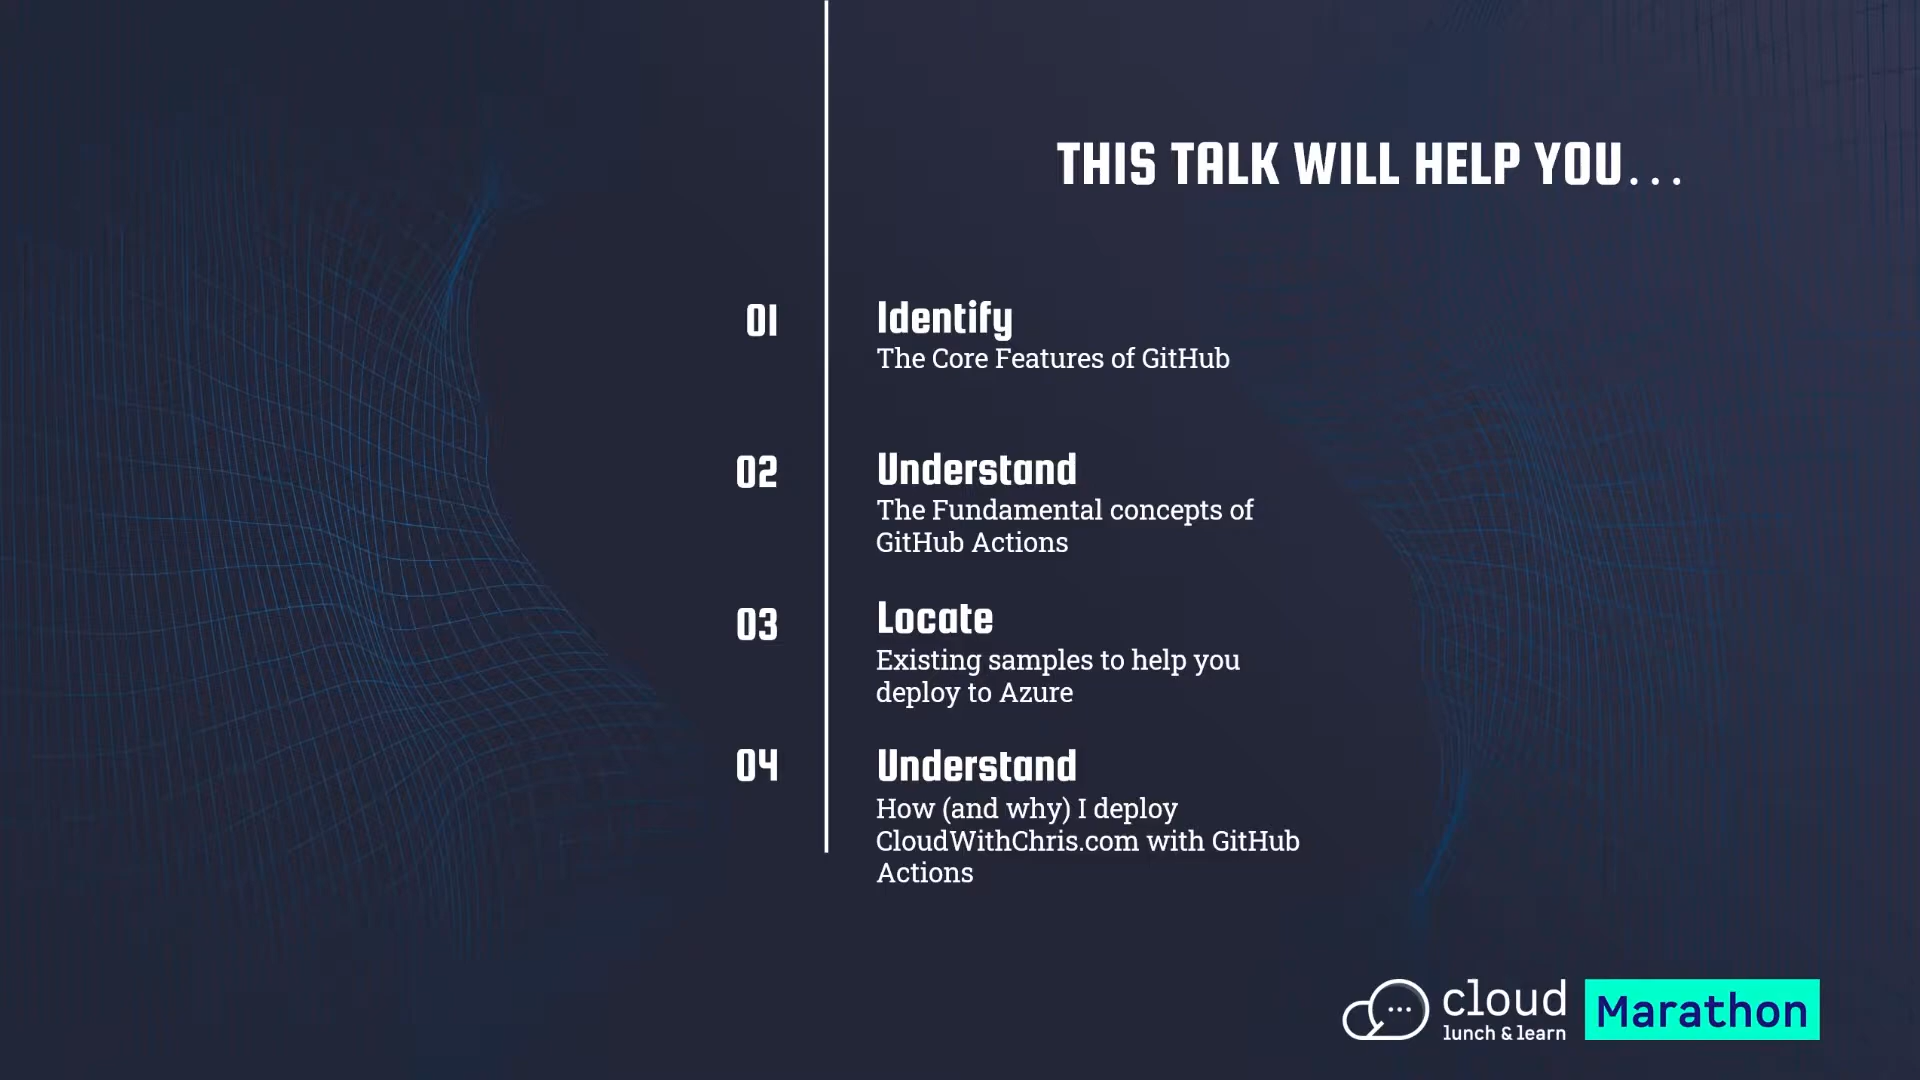 THIS TALK WILL HELP YOU...
01
Identify
The Core Features of GitHub
02
Understand
The Fundamental concepts of
GitHub Actions
03
Locate
Existing samples to help you
deploy to Azure
04
Understand
How (and why) I deploy
CloudWithChris.com with GitHub
Actions
cloud
lunch & learn
Marathon